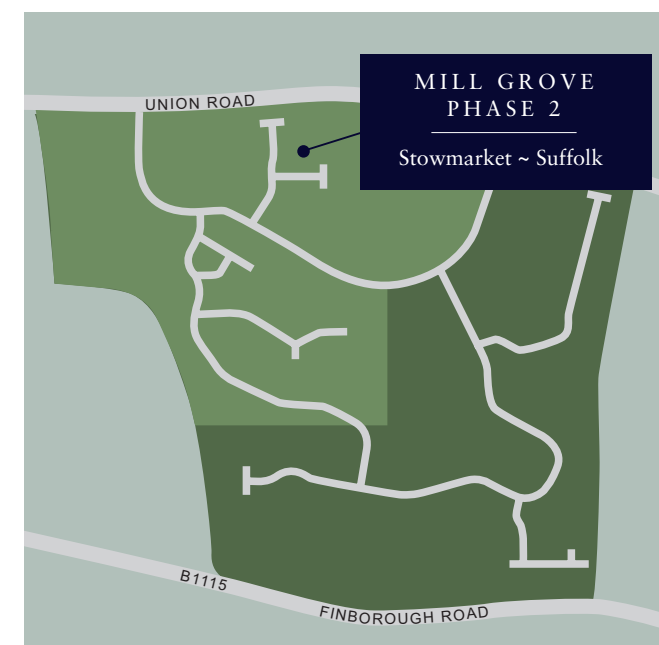 MILL GROVE
PHASE 2
Stowmarket ~ Suffolk
UNION ROAD
B1115
FINBOROUGH ROAD